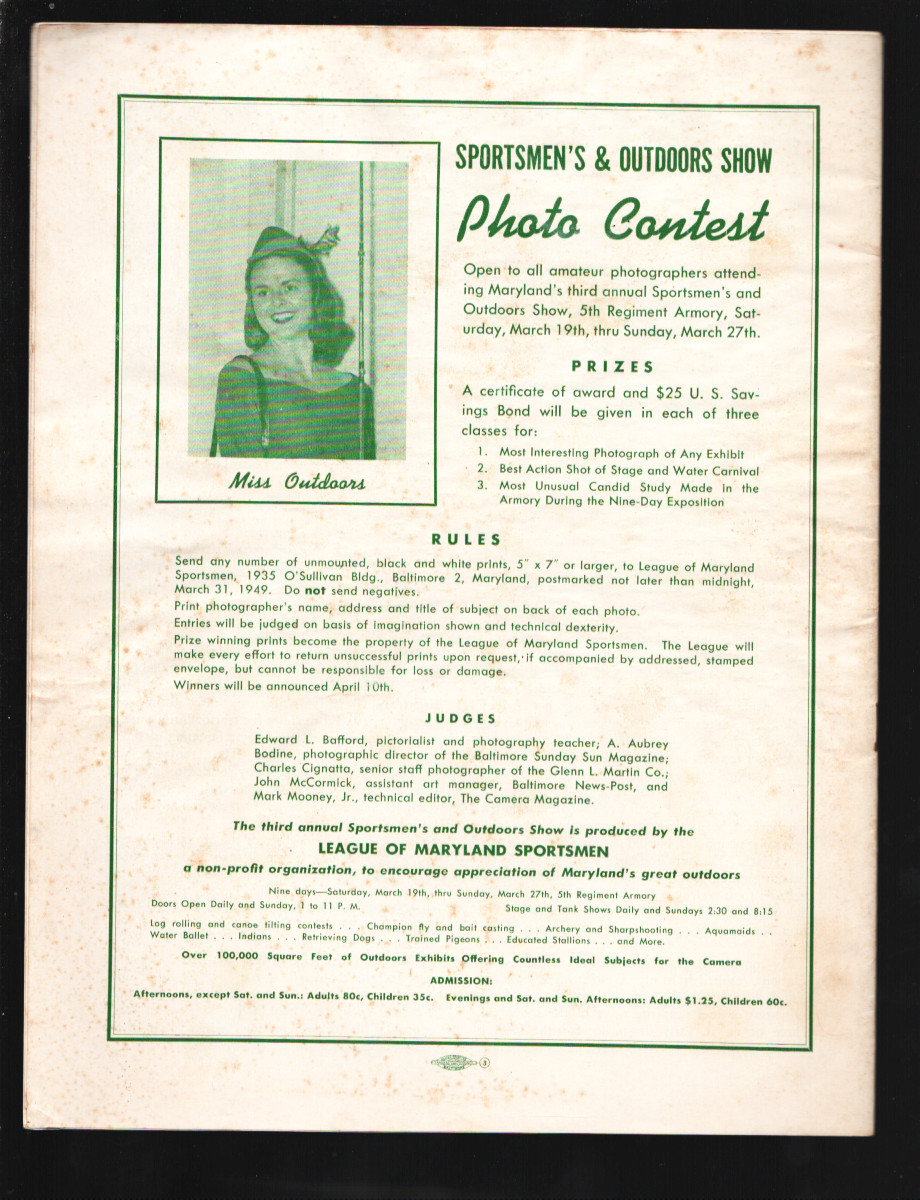 SPORTSMEN'S & OUTDOORS SHOW
Photo Contest
Miss Outdoors
Open to all amateur photographers attend-
ing Maryland's third annual Sportsmen's and
Outdoors Show, 5th Regiment Armory, Sat-
urday, March 19th, thru Sunday, March 27th.
PRIZES
A certificate of award and $25 U. S. Sav-
ings Bond will be given in each of three
classes for:
1. Most Interesting Photograph of Any Exhibit
2. Best Action Shot of Stage and Water Carnival
3. Most Unusual Candid Study Made in the
Armory During the Nine-Day Exposition
RULES
Send any number of unmounted, black and white prints, 5" x 7" or larger, to League of Maryland
Sportsmen, 1935 O'Sullivan Bldg., Baltimore 2, Maryland, postmarked not later than midnight,
March 31, 1949. Do not send negatives.
Print photographer's name, address and title of subject on back of each photo.
Entries will be judged on basis of imagination shown and technical dexterity.
Prize winning prints become the property of the League of Maryland Sportsmen. The League will
make every effort to return unsuccessful prints upon request, if accompanied by addressed, stamped
envelope, but cannot be responsible for loss or damage.
Winners will be announced April 10th.
JUDGES
Edward L. Bafford, pictorialist and photography teacher; A. Aubrey
Bodine, photographic director of the Baltimore Sunday Sun Magazine;
Charles Cignatta, senior staff photographer of the Glenn L. Martin Co.;
John McCormick, assistant art manager, Baltimore News-Post, and
Mark Mooney, Jr., technical editor, The Camera Magazine.
The third annual Sportsmen's and Outdoors Show is produced by the
LEAGUE OF MARYLAND SPORTSMEN
a non-profit organization, to encourage appreciation of Maryland's great outdoors
Nine days—Saturday, March 19th, thru Sunday, March 27th, 5th Regiment Armory
Doors Open Daily and Sunday, 1 to 11 P. M. Stage and Tank Shows Daily and Sundays 2:30 and 8:15
Log rolling and canoe tilting contests . . . Champion fly and bait casting . . . Archery and Sharpshooting . . . Aquamaids . .
Water Ballet . . . Indians . . . Retrieving Dogs . . . Trained Pigeons . . . Educated Stallions . . . and More.
Over 100,000 Square Feet of Outdoors Exhibits Offering Countless Ideal Subjects for the Camera
ADMISSION:
Afternoons, except Sat. and Sun.: Adults 80c, Children 35c. Evenings and Sat. and Sun. Afternoons: Adults $1.25, Children 60c.
3